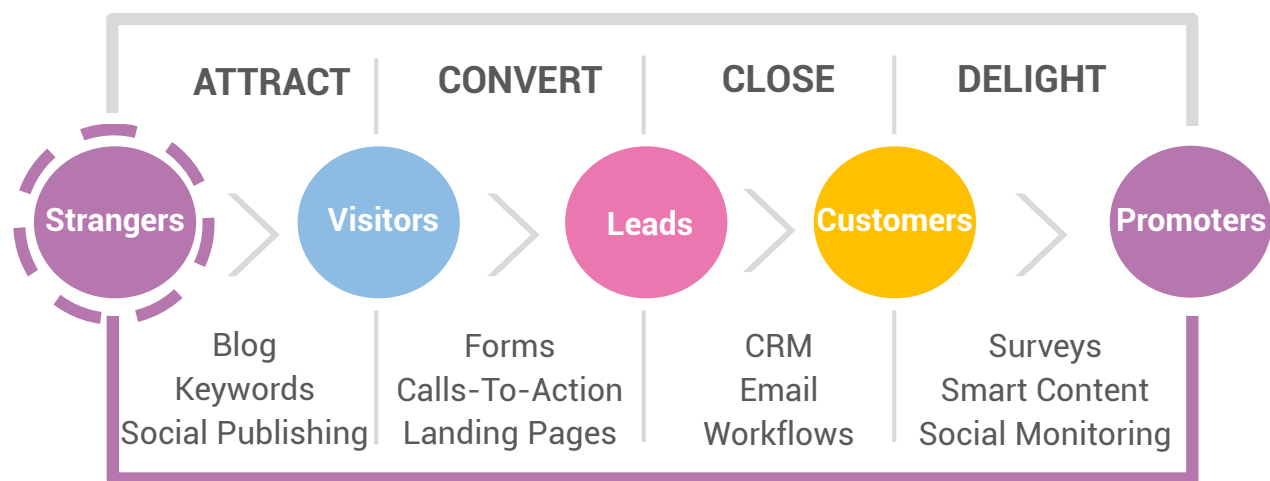 ATTRACT
CONVERT
CLOSE
DELIGHT
Strangers
Visitors
Leads
Customers
Promoters
Blog
Keywords
Social Publishing
Forms
Calls-To-Action
Landing Pages
CRM
Email
Workflows
Surveys
Smart Content
Social Monitoring